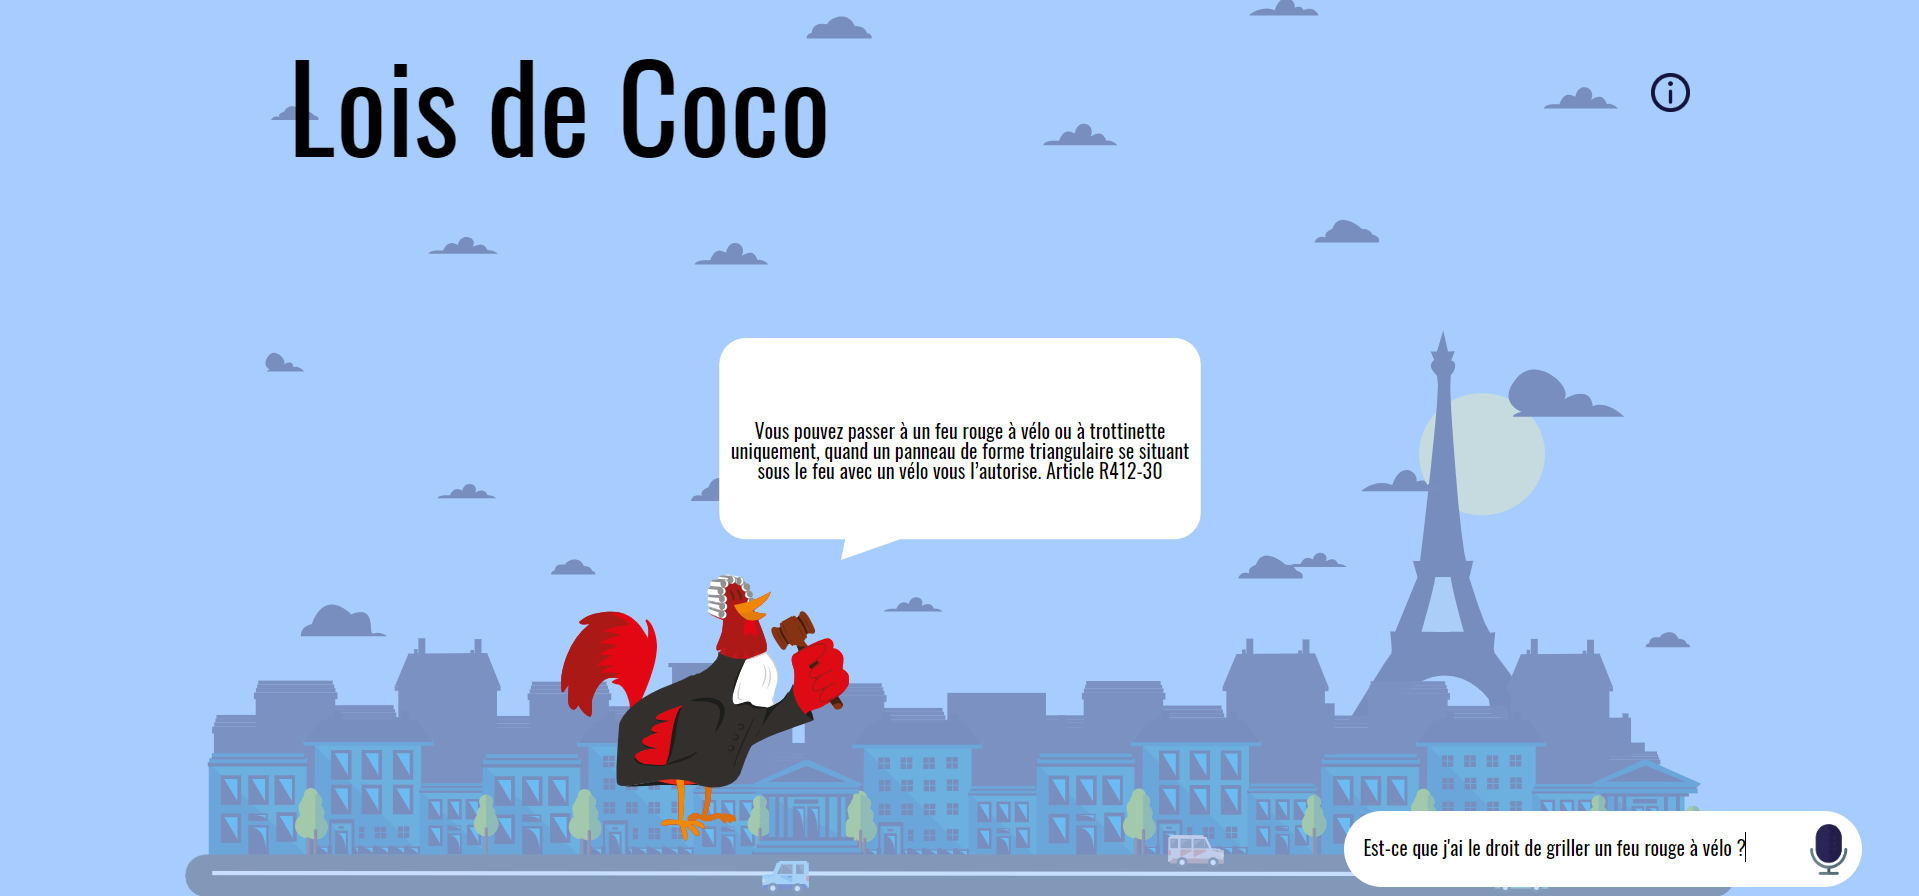 Lois de Coco
Vous pouvez passer à un feu rouge à vélo ou à trottinette
uniquement, quand un panneau de forme triangulaire se situant
sous le feu avec un vélo vous l’autorise. Article R412-30
Est-ce que j'ai le droit de griller un feu rouge à vélo ?